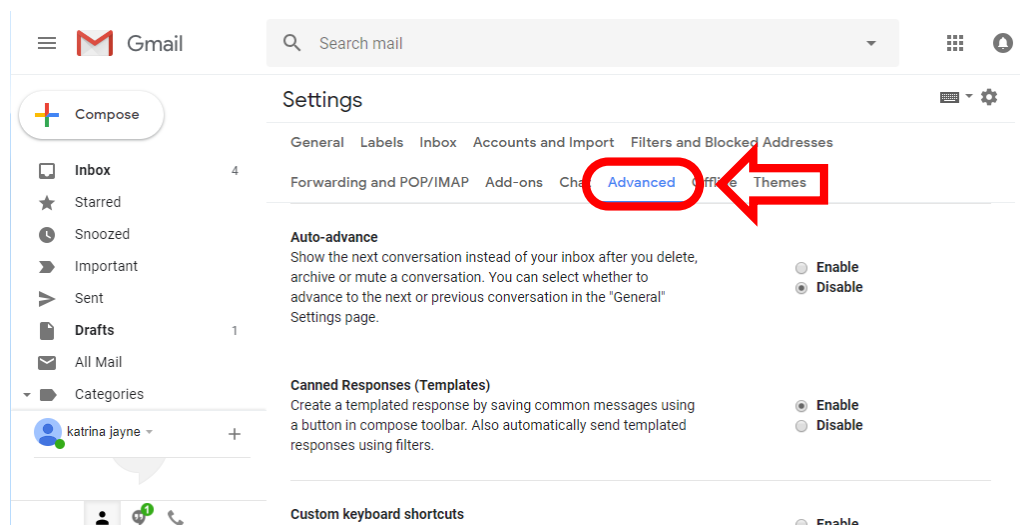 Gmail
Search mail
Compose
Inbox 4
Starred
Snoozed
Important
Sent
Drafts 1
All Mail
Categories
katrina jayne
1
Settings
General Labels Inbox Accounts and Import Filters and Blocked Addresses
Forwarding and POP/IMAP Add-ons Advanced Themes
Auto-advance
Show the next conversation instead of your inbox after you delete,
archive or mute a conversation. You can select whether to
advance to the next or previous conversation in the "General"
Settings page.
Enable
Disable
Canned Responses (Templates)
Create a templated response by saving common messages using
a button in compose toolbar. Also automatically send templated
responses using filters.
Enable
Disable
Custom keyboard shortcuts
Enable